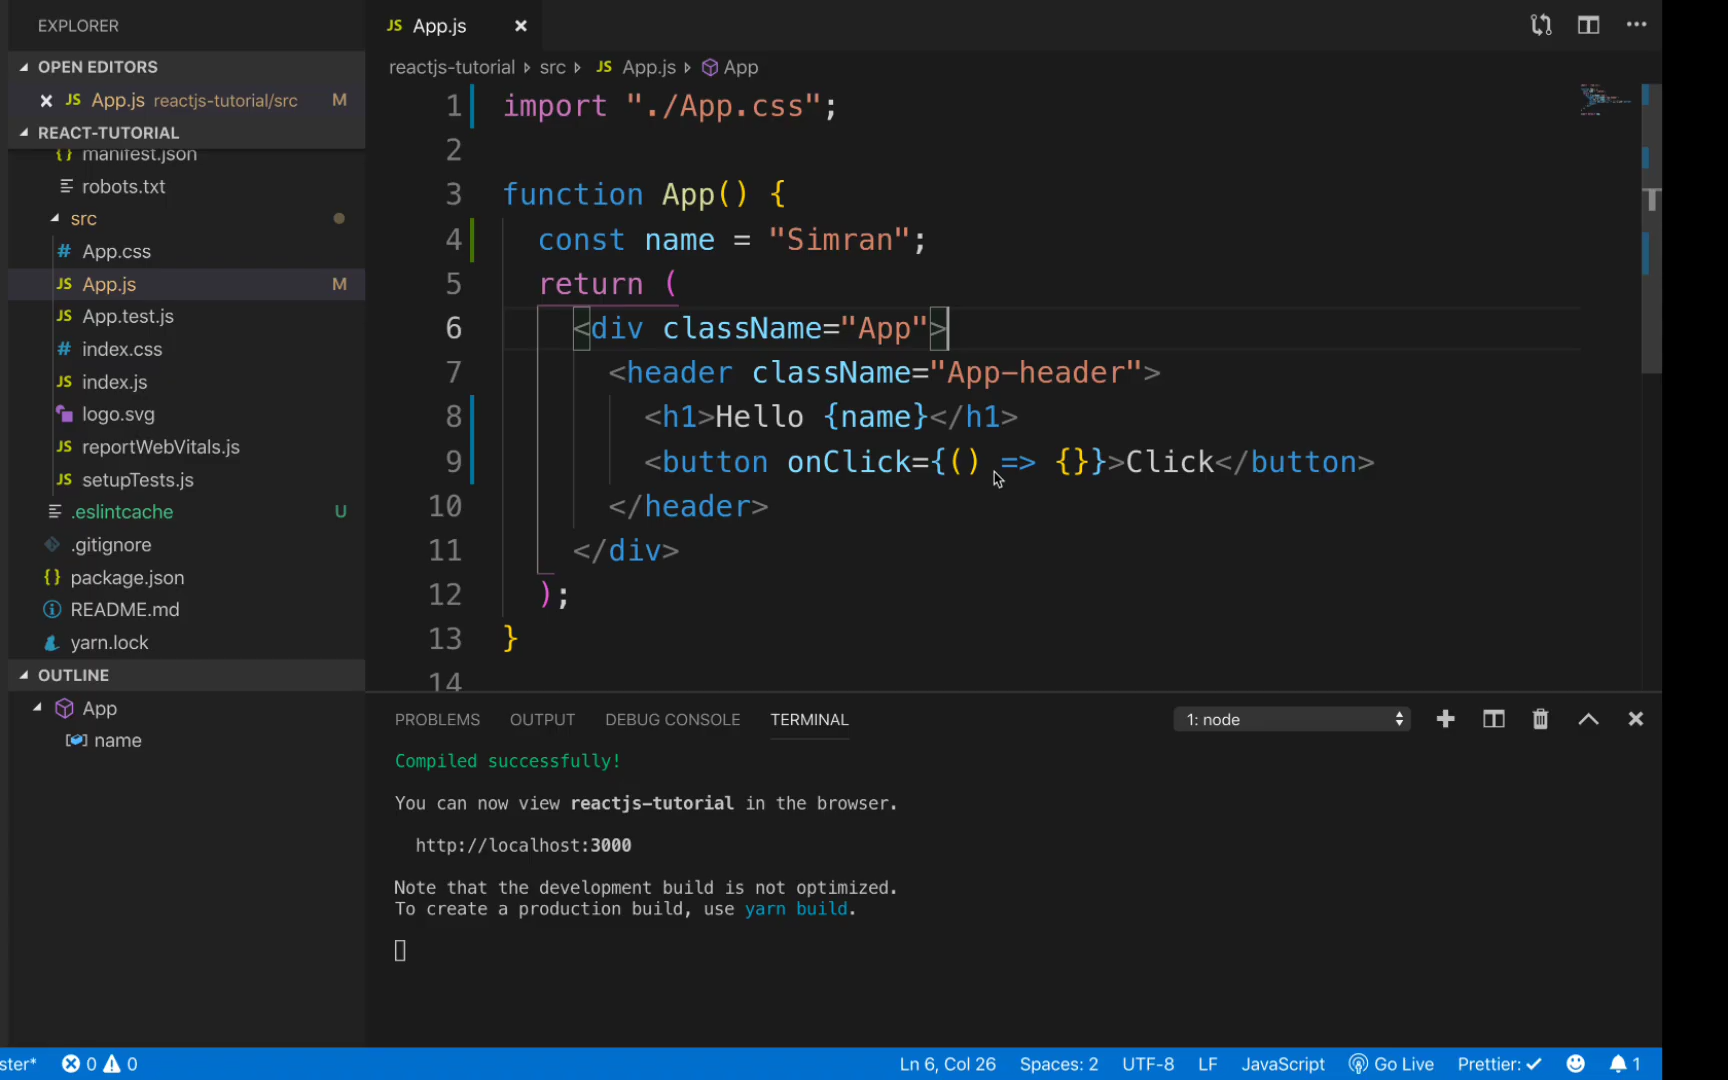 EXPLORER
OPEN EDITORS
JS App.js reactjs-tutorial/src M
REACT-TUTORIAL
{} manifest.json
robots.txt
src
# App.css
JS App.js M
JS App.test.js
# index.css
JS index.js
logo.svg
JS reportWebVitals.js
JS setupTests.js
.eslintcache U
.gitignore
{} package.json
README.md
yarn.lock
OUTLINE
App
name
JS App.js
reactjs-tutorial src JS App.js App
1 import "./App.css";
2
3 function App() {
4 const name = "Simran";
5 return (
6 <div className="App">
7 <header className="App-header">
8 <h1>Hello {name}</h1>
9 <button onClick={() => {}}>Click</button>
10 </header>
11 </div>
12 );
13 }
14
PROBLEMS OUTPUT DEBUG CONSOLE TERMINAL 1: node
Compiled successfully!
You can now view reactjs-tutorial in the browser.
http://localhost:3000
Note that the development build is not optimized.
To create a production build, use yarn build.
ster* 0 0 Ln 6, Col 26 Spaces: 2 UTF-8 LF JavaScript Go Live Prettier: ✓ 1